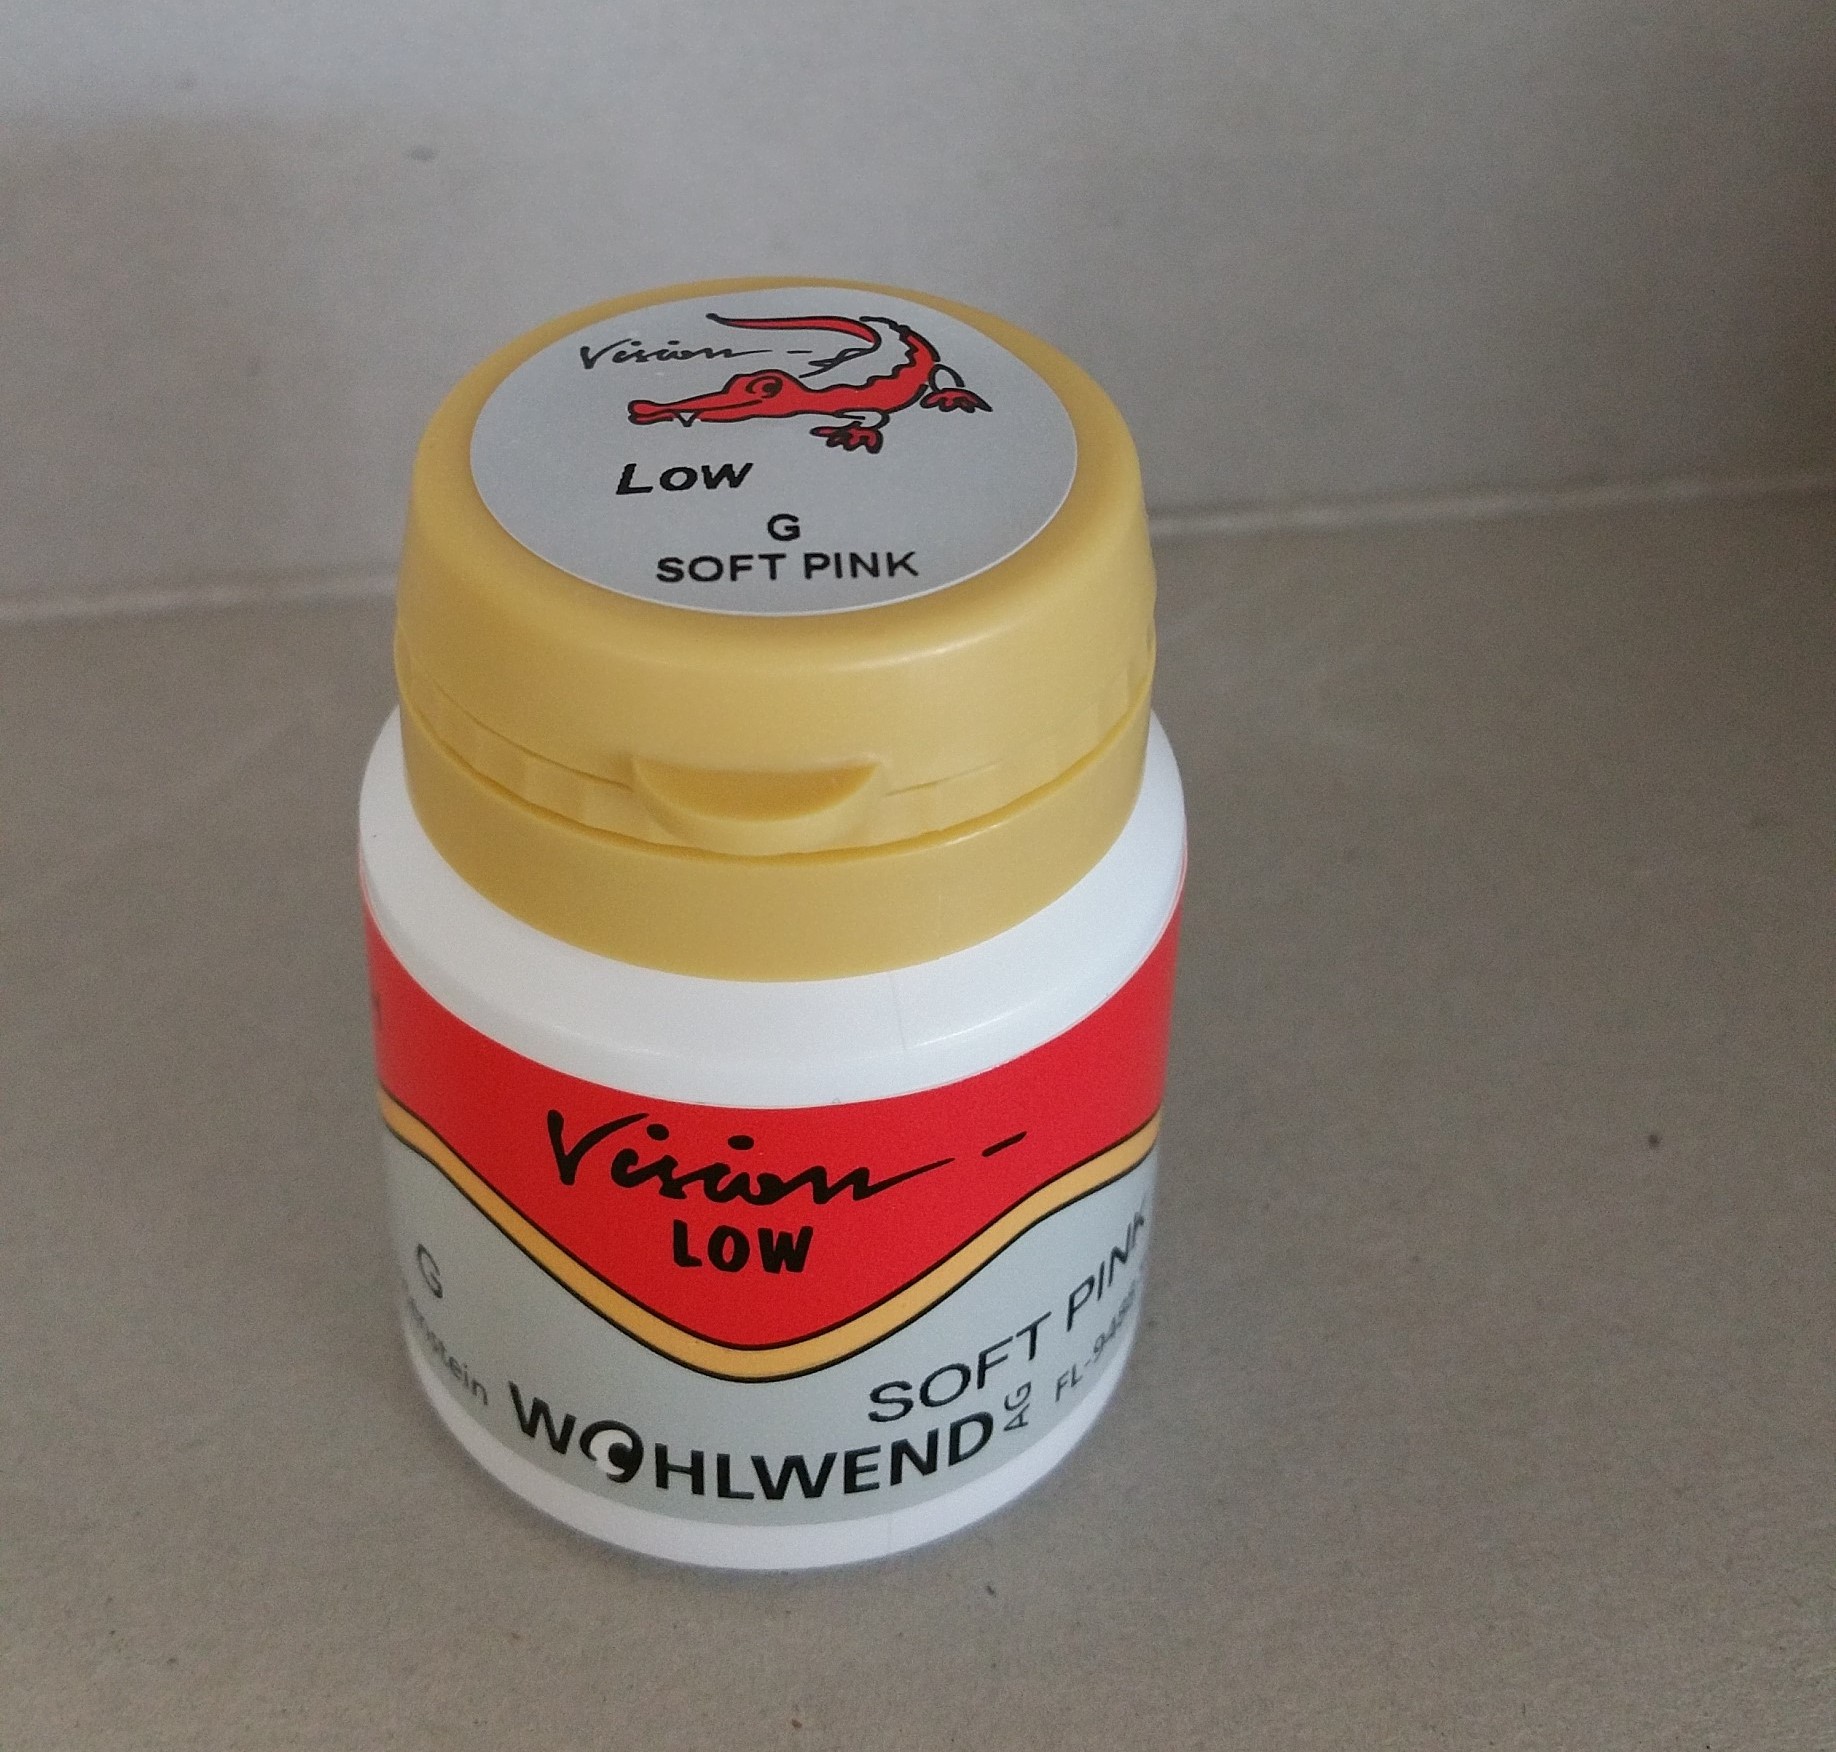 Vision -
Low
G
SOFT PINK
Vision -
LOW
G
SOFT PINK
WOHLWEND AG